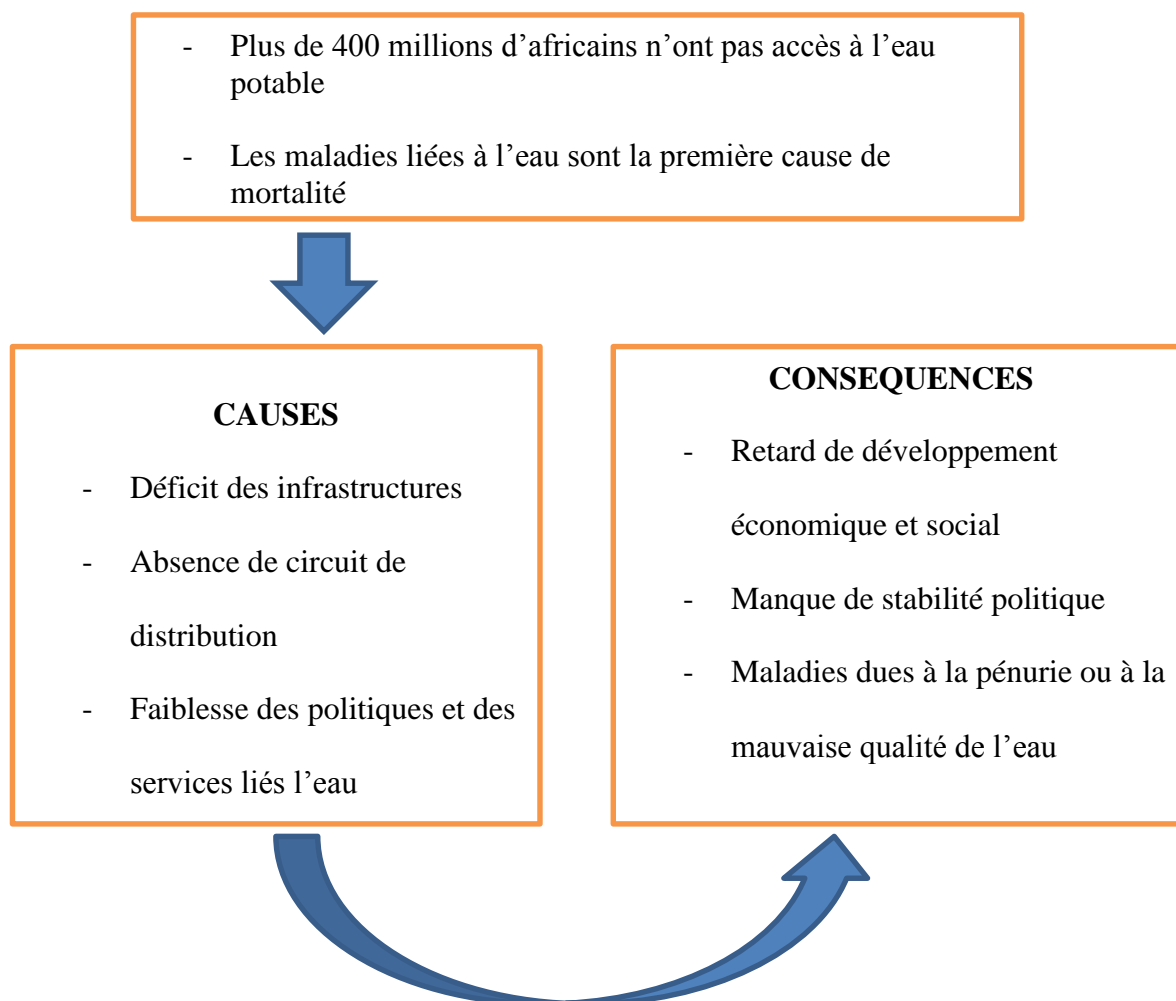 - Plus de 400 millions d’africains n’ont pas accès à l’eau
potable
- Les maladies liées à l’eau sont la première cause de
mortalité
CAUSES
- Déficit des infrastructures
- Absence de circuit de
distribution
- Faiblesse des politiques et des
services liés l’eau
CONSEQUENCES
- Retard de développement
économique et social
- Manque de stabilité politique
- Maladies dues à la pénurie ou à la
mauvaise qualité de l’eau